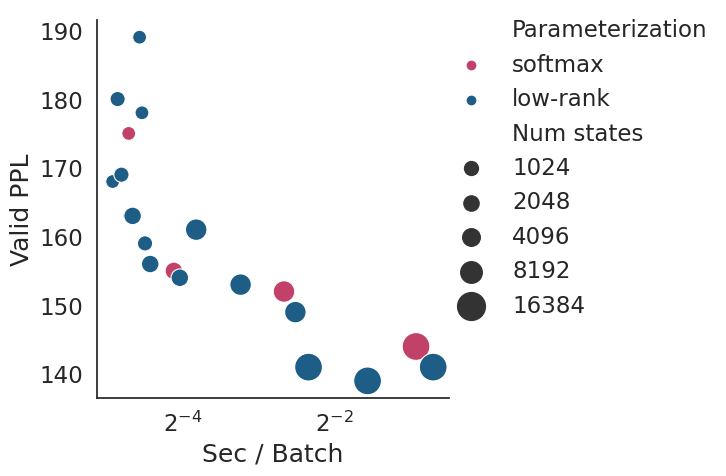 190
180
170
160
150
140
Valid PPL
2⁻⁴
2⁻²
Sec / Batch
Parameterization
softmax
low-rank
Num states
1024
2048
4096
8192
16384